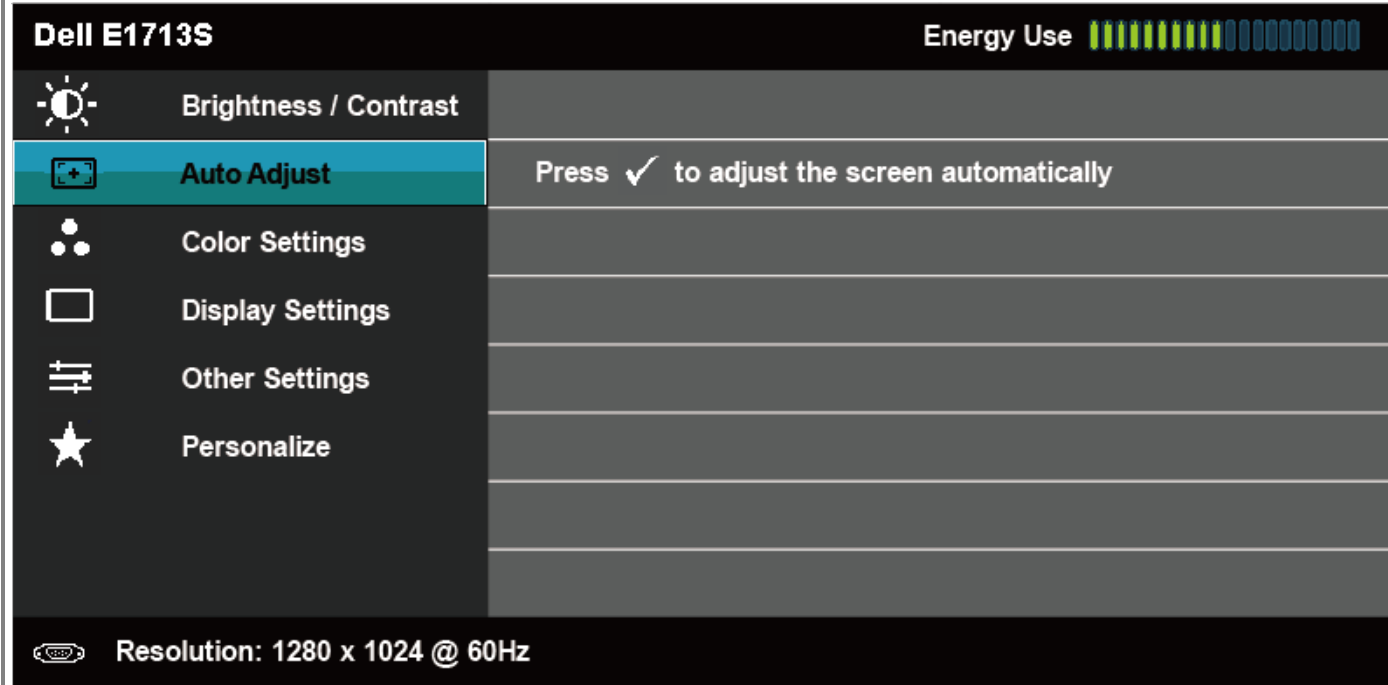 Dell E1713S
Energy Use
Brightness / Contrast
Auto Adjust
Press ✓ to adjust the screen automatically
Color Settings
Display Settings
Other Settings
Personalize
Resolution: 1280 x 1024 @ 60Hz